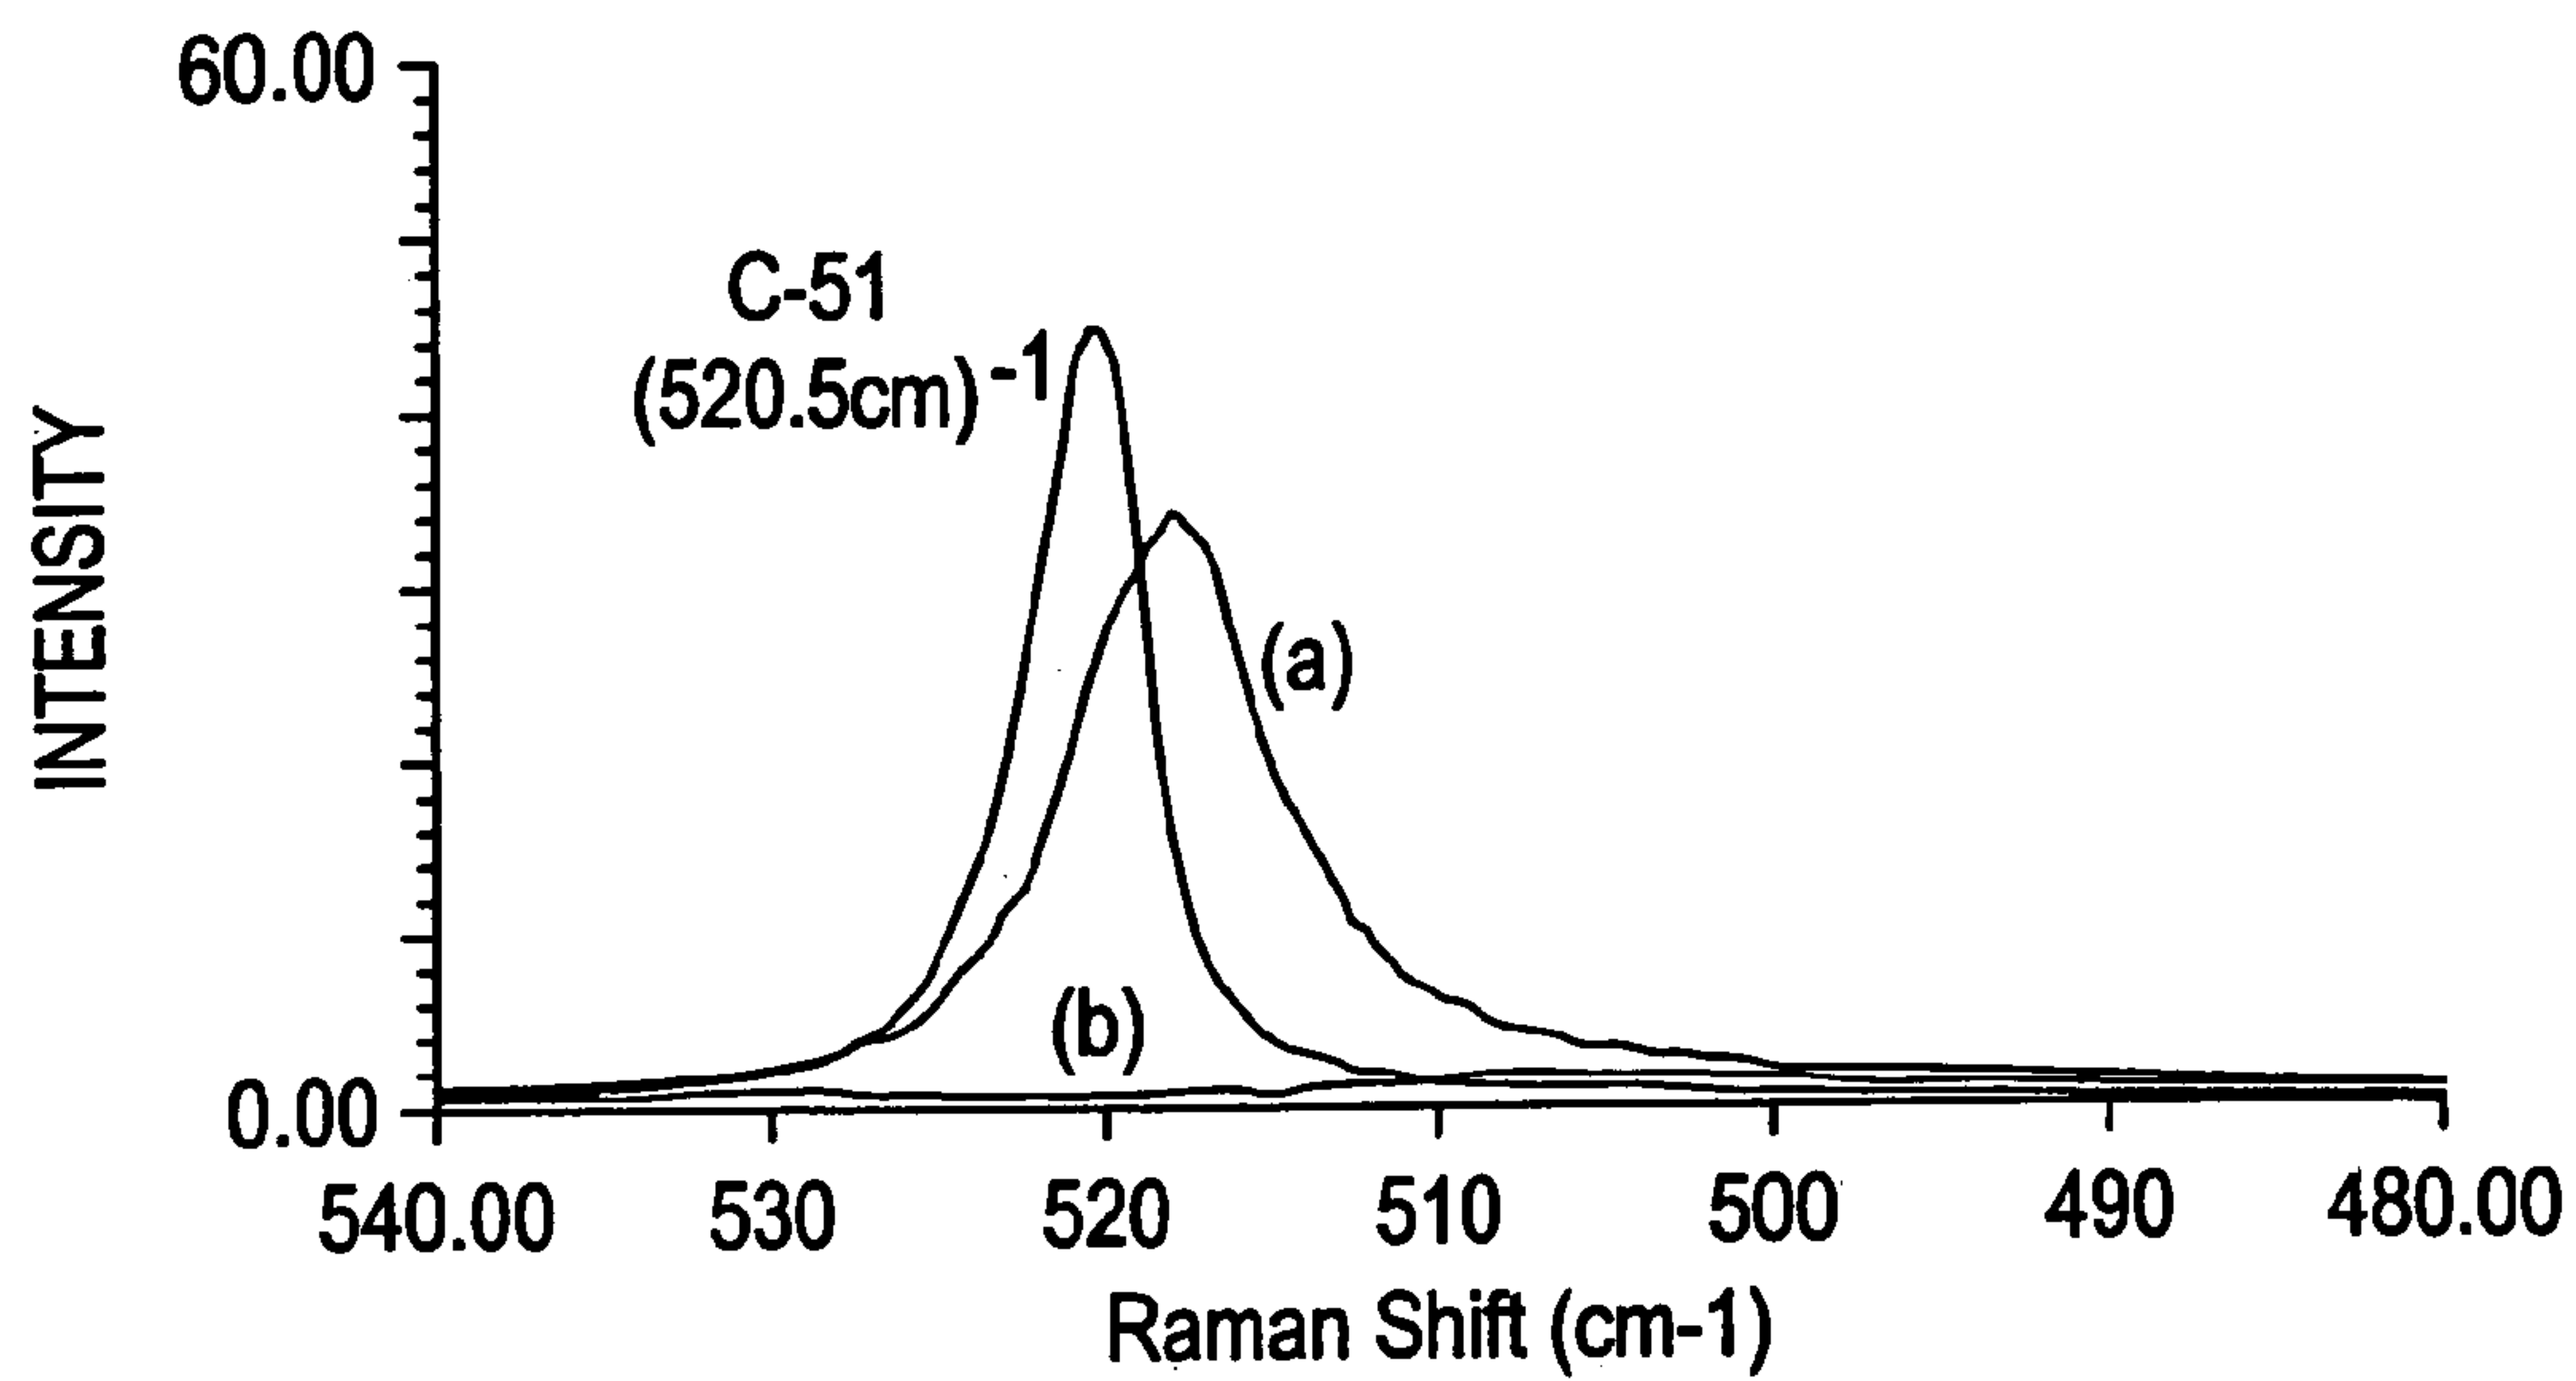 60.00
C-51
(520.5cm)-1
INTENSITY
(a)
(b)
0.00
540.00 530 520 510 500 490 480.00
Raman Shift (cm-1)